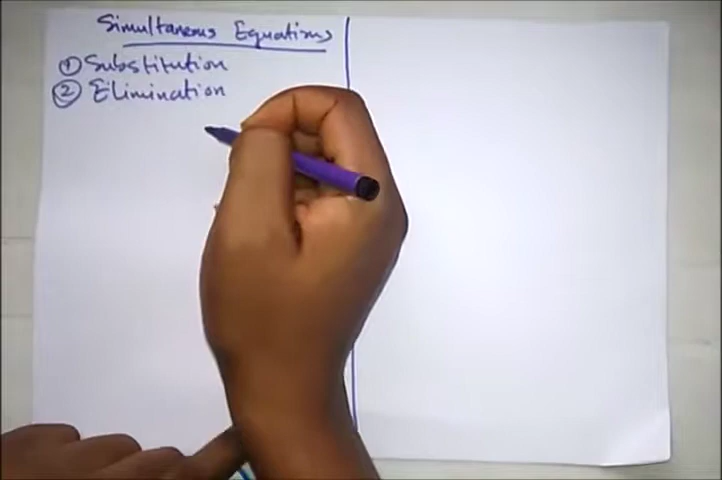 Simultaneous Equations
① Substitution
② Elimination